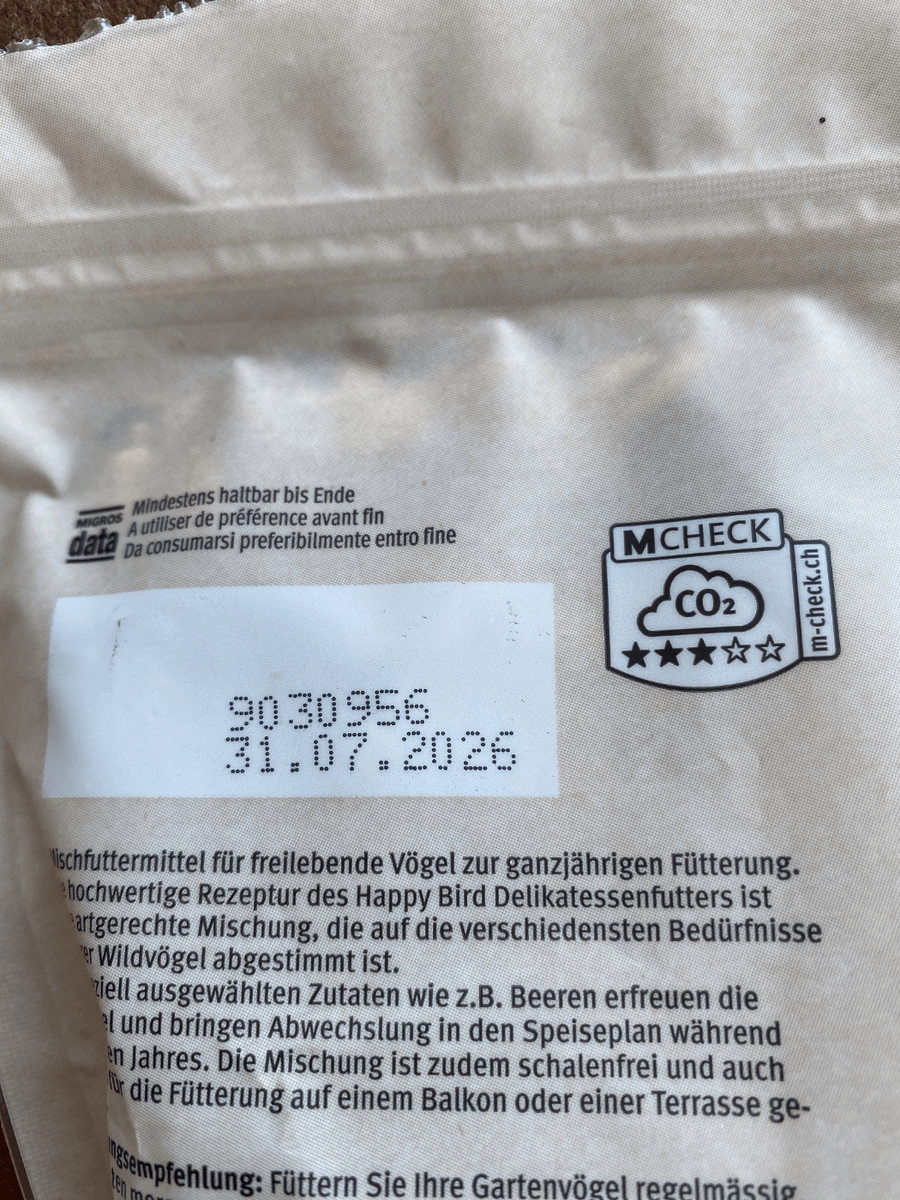 MIGROS
data
Mindestens haltbar bis Ende
A utiliser de préférence avant fin
Da consumarsi preferibilmente entro fine
MCHECK
CO₂
m-check.ch
9030956
31.07.2026
ischfuttermittel für freilebende Vögel zur ganzjährigen Fütterung.
hochwertige Rezeptur des Happy Bird Delikatessenfutters ist
artgerechte Mischung, die auf die verschiedensten Bedürfnisse
er Wildvögel abgestimmt ist.
ziell ausgewählten Zutaten wie z.B. Beeren erfreuen die
el und bringen Abwechslung in den Speiseplan während
en Jahres. Die Mischung ist zudem schalenfrei und auch
für die Fütterung auf einem Balkon oder einer Terrasse ge-
ngsempfehlung: Füttern Sie Ihre Gartenvögel regelmässig